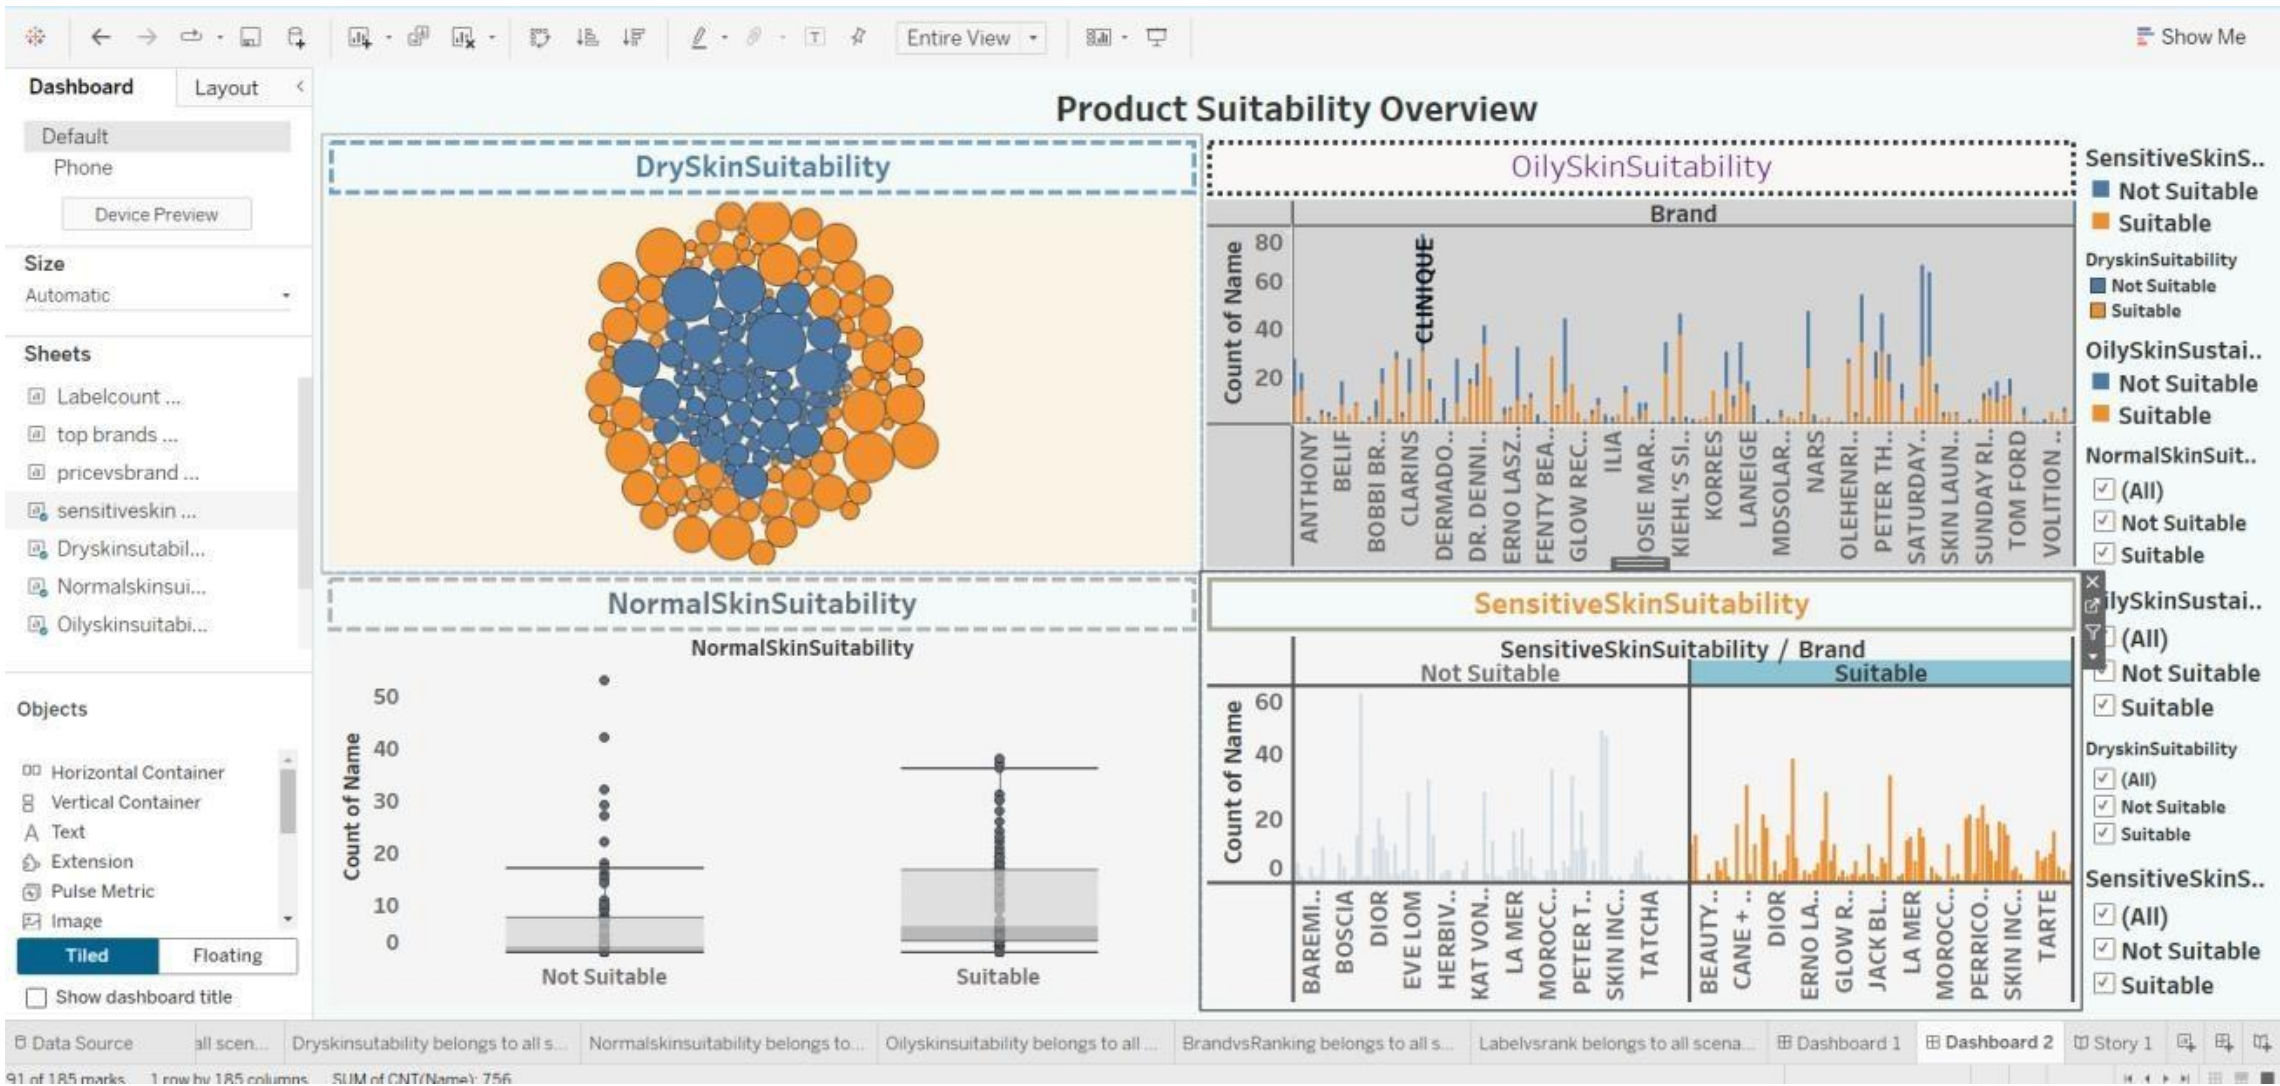 Entire View
Show Me
Dashboard
Layout
Default
Phone
Device Preview
Size
Automatic
Sheets
Labelcount ...
top brands ...
pricevsbrand ...
sensitiveskin ...
Dryskinsutabil...
Normalskinsui...
Oilyskinsuitabi...
Objects
Horizontal Container
Vertical Container
Text
Extension
Pulse Metric
Image
Tiled
Floating
Show dashboard title
Product Suitability Overview
DrySkinSuitability
OilySkinSuitability
Brand
Count of Name
80
60
40
20
CLINIQUE
ANTHONY
BELIF
BOBBI BR..
CLARINS
DERMADO..
DR. DENNI..
ERNO LASZ..
FENTY BEA..
GLOW REC..
ILIA
OSIE MAR..
KIEHL'S SI..
KORRES
LANEIGE
MDSOLAR..
NARS
OLEHENRI..
PETER TH..
SATURDAY..
SKIN LAUN..
SUNDAY RI..
TOM FORD
VOLITION ..
NormalSkinSuitability
NormalSkinSuitability
Count of Name
50
40
30
20
10
0
Not Suitable
Suitable
SensitiveSkinSuitability
SensitiveSkinSuitability / Brand
Not Suitable
Suitable
Count of Name
60
40
20
0
BAREMI..
BOSCIA
DIOR
EVE LOM
HERBIV..
KAT VON..
LA MER
MOROCC..
PETER T..
SKIN INC..
TATCHA
BEAUTY..
CANE + ..
DIOR
ERNO LA..
GLOW R..
JACK BL..
LA MER
MOROCC..
PERRICO..
SKIN INC..
TARTE
SensitiveSkinS..
Not Suitable
Suitable
DryskinSuitability
Not Suitable
Suitable
OilySkinSustai..
Not Suitable
Suitable
NormalSkinSuit..
(All)
Not Suitable
Suitable
ilySkinSustai..
(All)
Not Suitable
Suitable
DryskinSuitability
(All)
Not Suitable
Suitable
SensitiveSkinS..
(All)
Not Suitable
Suitable
Data Source
all scen...
Dryskinsutability belongs to all s...
Normalskinsuitability belongs to...
Oilyskinsuitability belongs to all ...
BrandvsRanking belongs to all s...
Labelvsrank belongs to all scena...
Dashboard 1
Dashboard 2
Story 1
91 of 185 marks
1 row by 185 columns
SUM of CNT(Name): 756